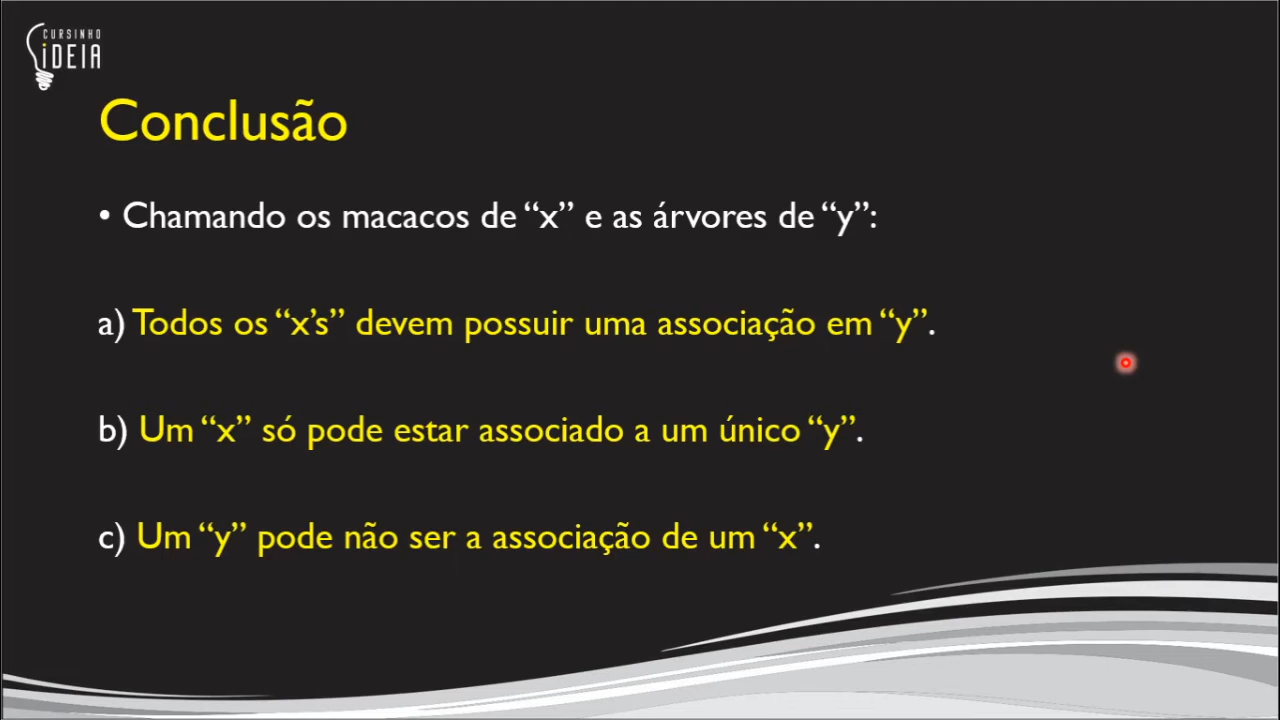 CURSINHO
iDEIA
Conclusão
• Chamando os macacos de “x” e as árvores de “y”:
a) Todos os “x’s” devem possuir uma associação em “y”.
b) Um “x” só pode estar associado a um único “y”.
c) Um “y” pode não ser a associação de um “x”.